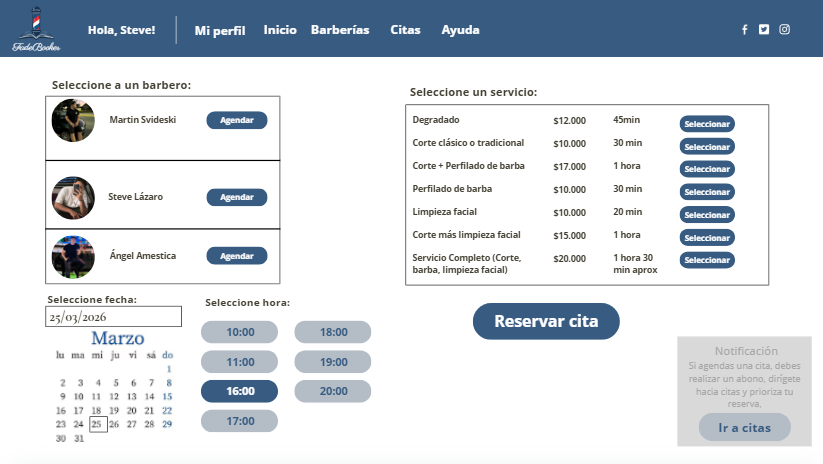 FadeBooker
Hola, Steve!
Mi perfil
Inicio
Barberías
Citas
Ayuda
Seleccione a un barbero:
Martin Svideski
Agendar
Steve Lázaro
Agendar
Ángel Amestica
Agendar
Seleccione un servicio:
Degradado $12.000 45min Seleccionar
Corte clásico o tradicional $10.000 30 min Seleccionar
Corte + Perfilado de barba $17.000 1 hora Seleccionar
Perfilado de barba $10.000 30 min Seleccionar
Limpieza facial $10.000 20 min Seleccionar
Corte más limpieza facial $15.000 1 hora Seleccionar
Servicio Completo (Corte, $20.000 1 hora 30 Seleccionar
barba, limpieza facial) min aprox
Seleccione fecha:
25/03/2026
Marzo
lu ma mi ju vi sá do
1
2 3 4 5 6 7 8
9 10 11 12 13 14 15
16 17 18 19 20 21 22
23 24 25 26 27 28 29
30 31
Seleccione hora:
10:00 18:00
11:00 19:00
16:00 20:00
17:00
Reservar cita
Notificación
Si agendas una cita, debes
realizar un abono, dirígete
hacia citas y prioriza tu
reserva,
Ir a citas